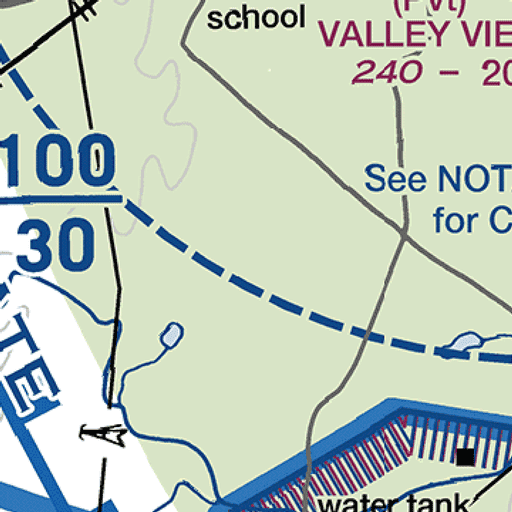 school
(Pvt)
VALLEY VIE
240 – 20
100
30
See NOT
for C
TE
water tank